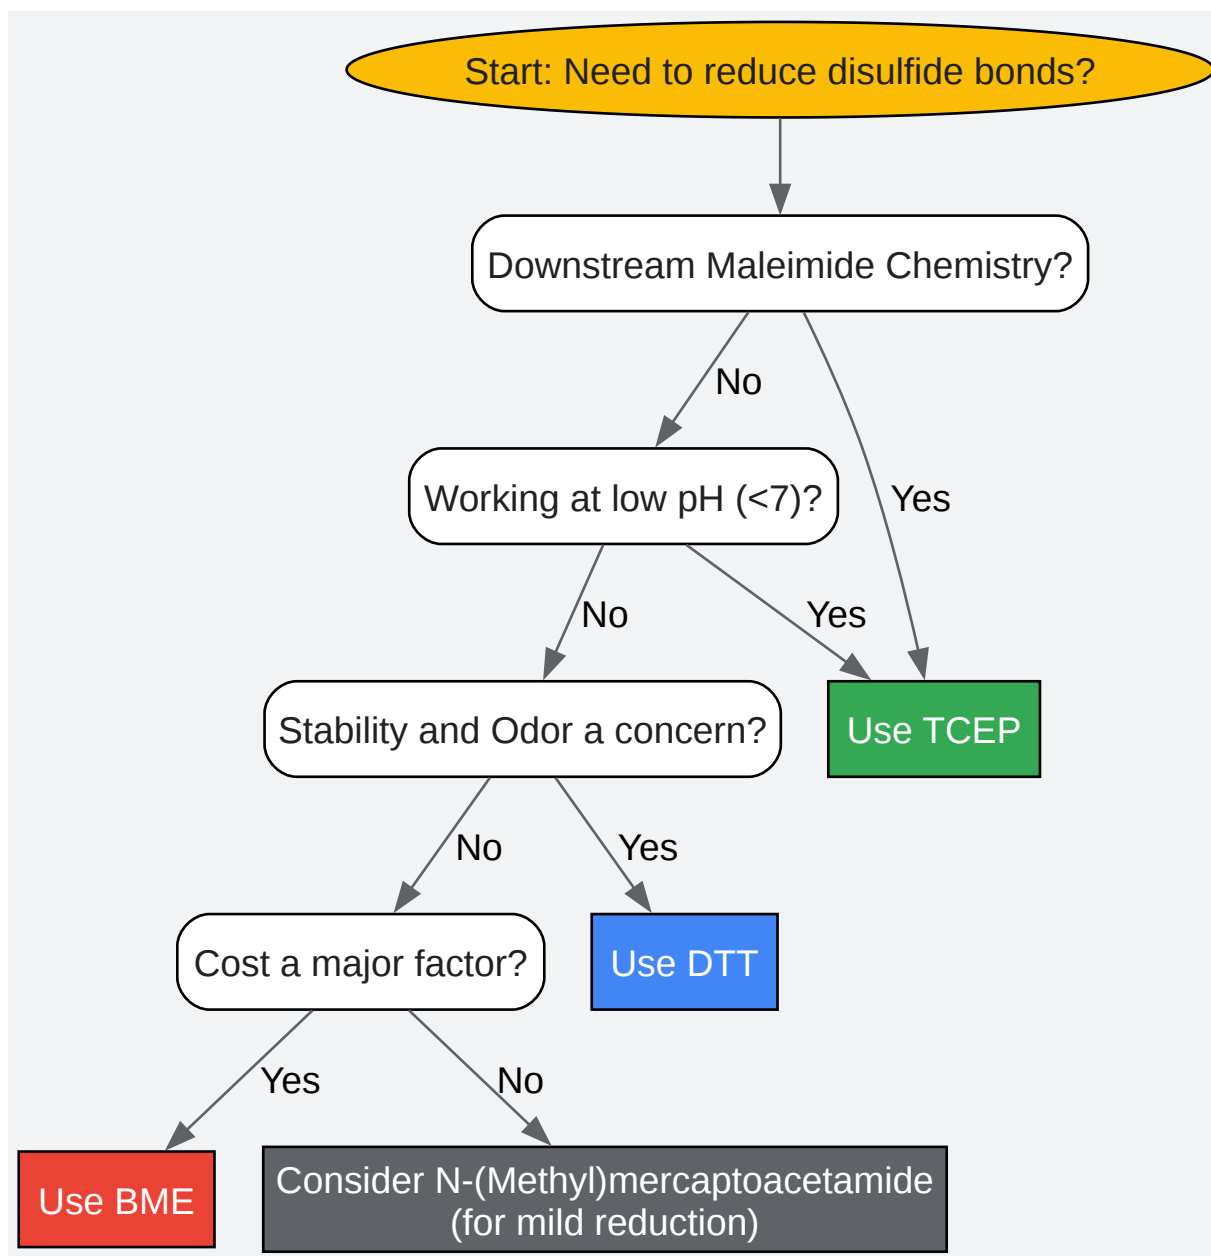 Start: Need to reduce disulfide bonds?
Downstream Maleimide Chemistry?
No
Yes
Working at low pH (<7)?
No
Yes
Stability and Odor a concern?
Use TCEP
No
Yes
Cost a major factor?
Use DTT
Yes
No
Use BME
Consider N-(Methyl)mercaptoacetamide
(for mild reduction)